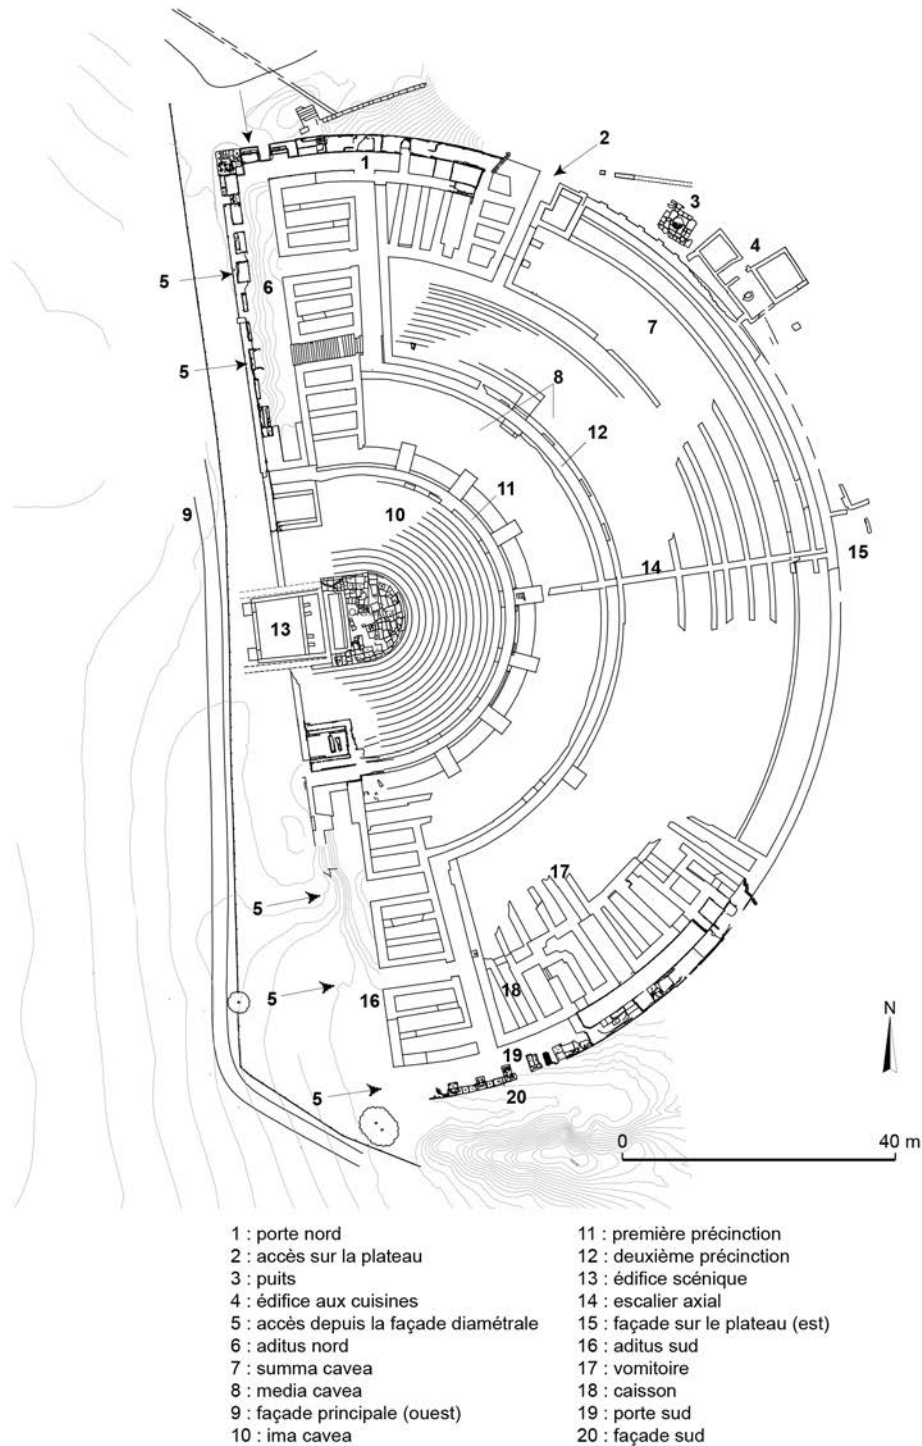 1
2
3
4
5
6
7
5
8
12
11
9
10
15
14
13
17
5
18
5
16
N
19
5
20
0 40 m
1 : porte nord
2 : accès sur la plateau
3 : puits
4 : édifice aux cuisines
5 : accès depuis la façade diamétrale
6 : aditus nord
7 : summa cavea
8 : media cavea
9 : façade principale (ouest)
10 : ima cavea
11 : première précinction
12 : deuxième précinction
13 : édifice scénique
14 : escalier axial
15 : façade sur le plateau (est)
16 : aditus sud
17 : vomitoire
18 : caisson
19 : porte sud
20 : façade sud